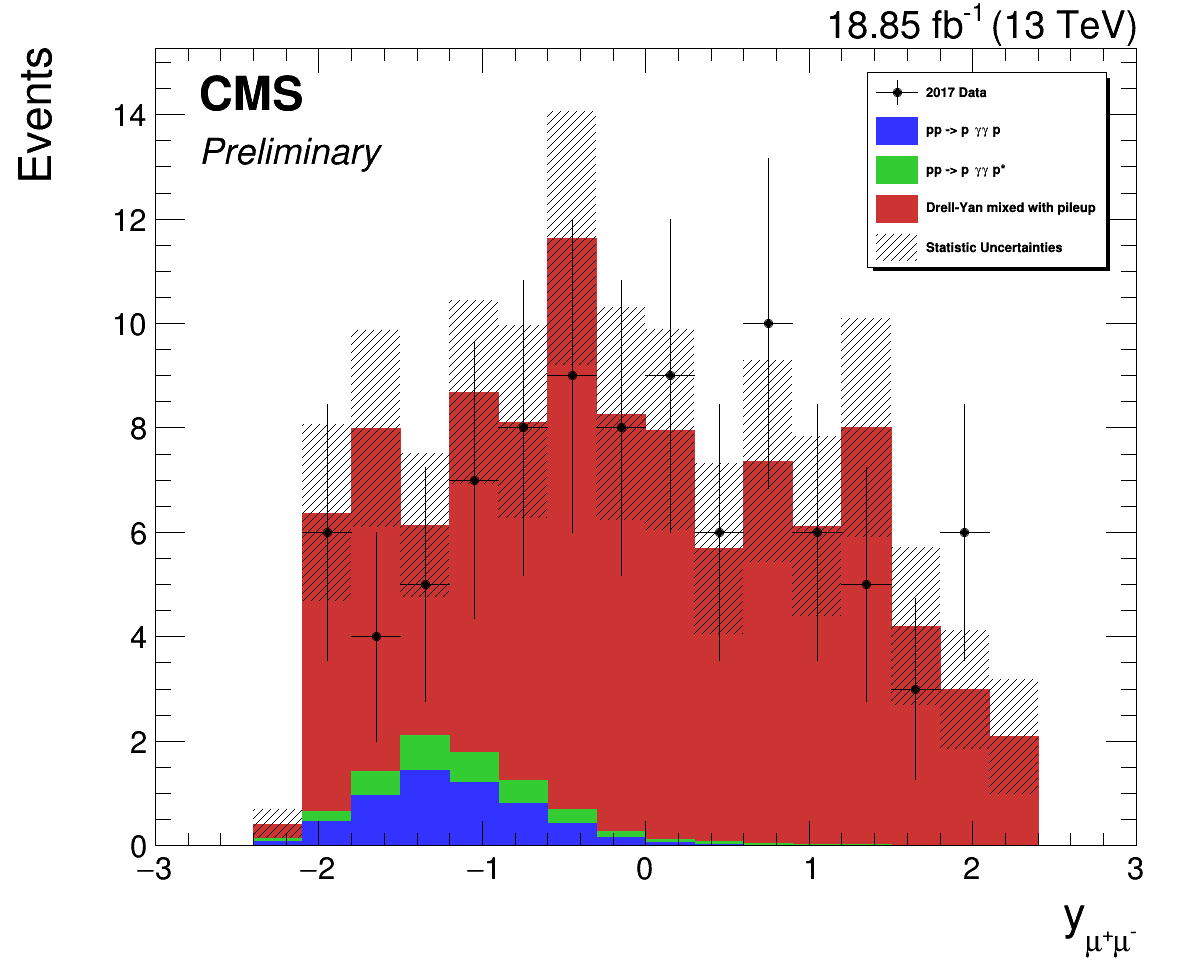 18.85 fb⁻¹ (13 TeV)
Events
CMS
Preliminary
2017 Data
pp -> p γγ p
pp -> p γγ p*
Drell-Yan mixed with pileup
Statistic Uncertainties
14
12
10
8
6
4
2
0
−3 −2 −1 0 1 2 3
y μ⁺μ⁻